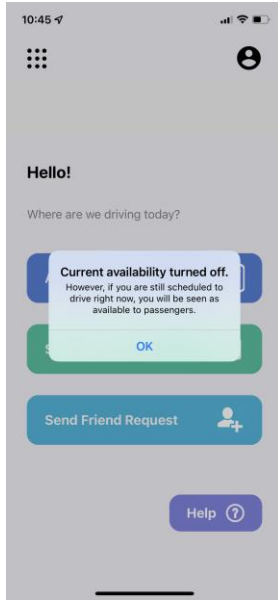 10:45
Hello!
Where are we driving today?
Current availability turned off.
However, if you are still scheduled to
drive right now, you will be seen as
available to passengers.
OK
Send Friend Request
Help ?